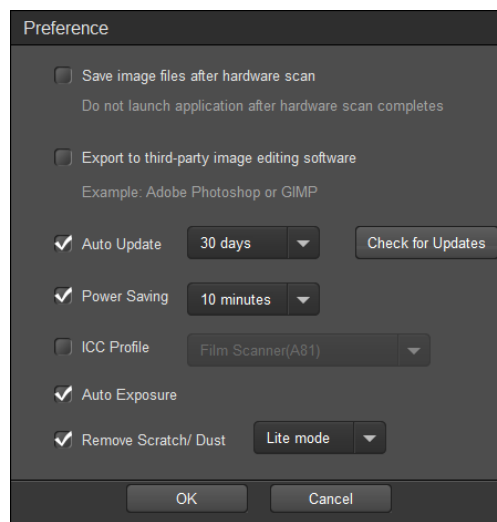 Preference
Save image files after hardware scan
Do not launch application after hardware scan completes
Export to third-party image editing software
Example: Adobe Photoshop or GIMP
Auto Update 30 days Check for Updates
Power Saving 10 minutes
ICC Profile Film Scanner(A81)
Auto Exposure
Remove Scratch/ Dust Lite mode
OK Cancel